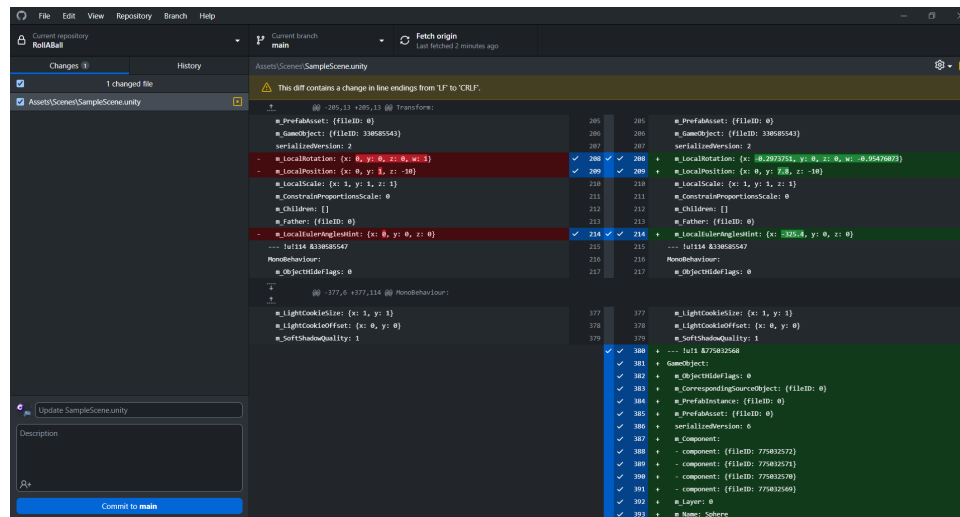 File Edit View Repository Branch Help
Current repository
RollABall
Current branch
main
Fetch origin
Last fetched 2 minutes ago
Changes 1
History
Assets\Scenes\SampleScene.unity
1 changed file
Assets\Scenes\SampleScene.unity
This diff contains a change in line endings from 'LF' to 'CRLF'.
@@ -205,13 +205,13 @@ Transform:
m_PrefabAsset: {fileID: 0} 205 205 m_PrefabAsset: {fileID: 0}
m_GameObject: {fileID: 330585543} 206 206 m_GameObject: {fileID: 330585543}
serializedVersion: 2 207 207 serializedVersion: 2
- m_LocalRotation: {x: 0, y: 0, z: 0, w: 1} 208 208 + m_LocalRotation: {x: -0.2973751, y: 0, z: 0, w: -0.95476073}
- m_LocalPosition: {x: 0, y: 1, z: -10} 209 209 + m_LocalPosition: {x: 0, y: 7.8, z: -10}
m_LocalScale: {x: 1, y: 1, z: 1} 210 210 m_LocalScale: {x: 1, y: 1, z: 1}
m_ConstrainProportionsScale: 0 211 211 m_ConstrainProportionsScale: 0
m_Children: [] 212 212 m_Children: []
m_Father: {fileID: 0} 213 213 m_Father: {fileID: 0}
- m_LocalEulerAnglesHint: {x: 0, y: 0, z: 0} 214 214 + m_LocalEulerAnglesHint: {x: -325.4, y: 0, z: 0}
--- !u!114 &330585547 215 215 --- !u!114 &330585547
MonoBehaviour: 216 216 MonoBehaviour:
m_ObjectHideFlags: 0 217 217 m_ObjectHideFlags: 0
@@ -377,6 +377,114 @@ MonoBehaviour:
m_LightCookieSize: {x: 1, y: 1} 377 377 m_LightCookieSize: {x: 1, y: 1}
m_LightCookieOffset: {x: 0, y: 0} 378 378 m_LightCookieOffset: {x: 0, y: 0}
m_SoftShadowQuality: 1 379 379 m_SoftShadowQuality: 1
380 + --- !u!1 &775032568
381 + GameObject:
382 + m_ObjectHideFlags: 0
383 + m_CorrespondingSourceObject: {fileID: 0}
384 + m_PrefabInstance: {fileID: 0}
385 + m_PrefabAsset: {fileID: 0}
386 + serializedVersion: 6
387 + m_Component:
388 + - component: {fileID: 775032572}
389 + - component: {fileID: 775032571}
390 + - component: {fileID: 775032570}
391 + - component: {fileID: 775032569}
392 + m_Layer: 0
393 + m_Name: Sphere
Update SampleScene.unity
Description
Commit to main